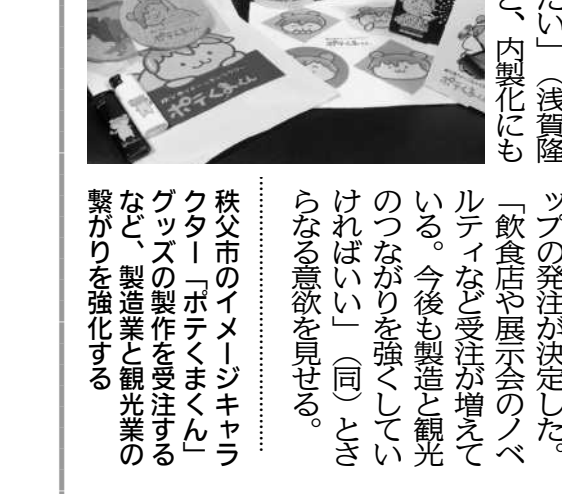 たい」（浅賀隆
と、内製化にも
ップの発注が決定した。
「飲食店や展示会のノベ
ルティなど受注が増えて
いる。今後も製造と観光
のつながりを強くしてい
ければいい」（同）とさ
らなる意欲を見せる。
秩父市のイメージキャラ
クター「ポテくまくん」
グッズの製作を受注する
など、製造業と観光業の
繋がりを強化する
ポテくまくん